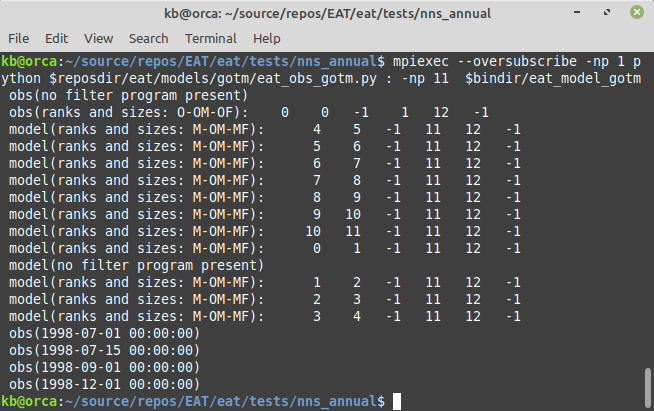 kb@orca: ~/source/repos/EAT/eat/tests/nns_annual
File Edit View Search Terminal Help
kb@orca:~/source/repos/EAT/eat/tests/nns_annual$ mpiexec --oversubscribe -np 1 p
ython $reposdir/eat/models/gotm/eat_obs_gotm.py : -np 11  $bindir/eat_model_gotm
 obs(no filter program present)
 obs(ranks and sizes: O-OM-OF):    0    0   -1    1   12   -1
 model(ranks and sizes: M-OM-MF):      4    5   -1   11   12   -1
 model(ranks and sizes: M-OM-MF):      5    6   -1   11   12   -1
 model(ranks and sizes: M-OM-MF):      6    7   -1   11   12   -1
 model(ranks and sizes: M-OM-MF):      7    8   -1   11   12   -1
 model(ranks and sizes: M-OM-MF):      8    9   -1   11   12   -1
 model(ranks and sizes: M-OM-MF):      9   10   -1   11   12   -1
 model(ranks and sizes: M-OM-MF):     10   11   -1   11   12   -1
 model(ranks and sizes: M-OM-MF):      0    1   -1   11   12   -1
 model(no filter program present)
 model(ranks and sizes: M-OM-MF):      1    2   -1   11   12   -1
 model(ranks and sizes: M-OM-MF):      2    3   -1   11   12   -1
 model(ranks and sizes: M-OM-MF):      3    4   -1   11   12   -1
 obs(1998-07-01 00:00:00)
 obs(1998-07-15 00:00:00)
 obs(1998-09-01 00:00:00)
 obs(1998-12-01 00:00:00)
kb@orca:~/source/repos/EAT/eat/tests/nns_annual$